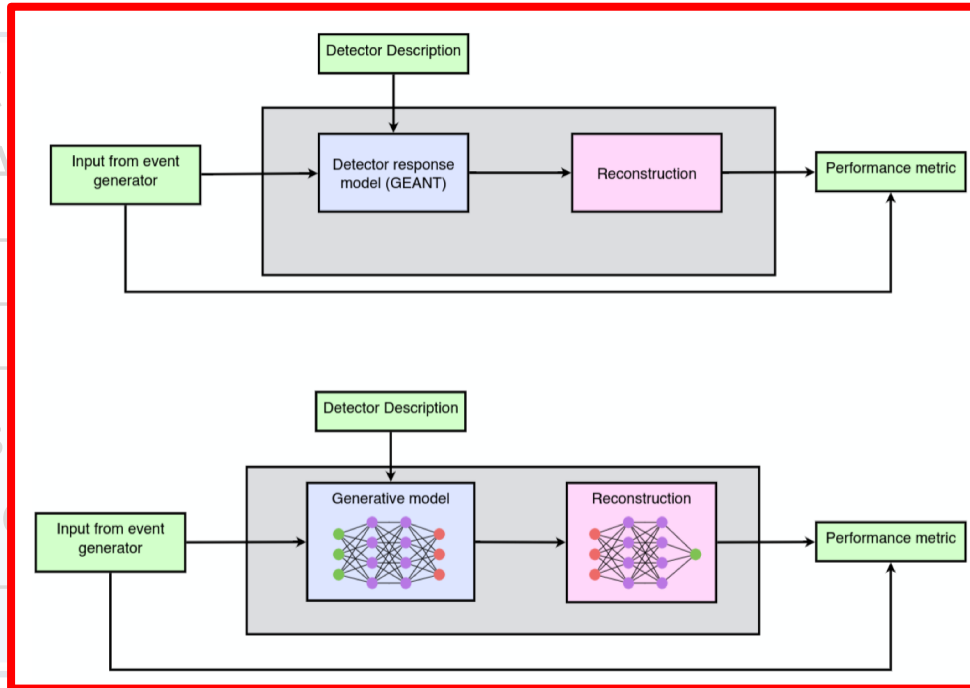 Detector Description
Input from event
generator
Detector response
model (GEANT)
Reconstruction
Performance metric
Detector Description
Generative model
Reconstruction
Input from event
generator
Performance metric